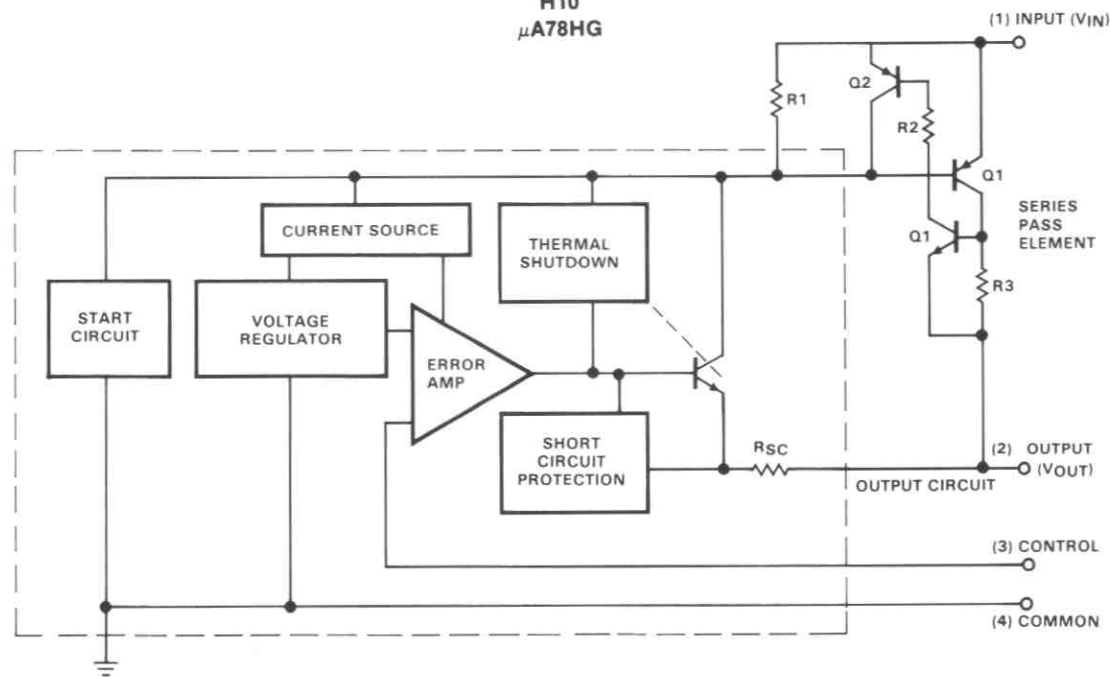 H10
μA78HG
(1) INPUT (VIN)
Q2
R1
R2
Q1
SERIES
PASS
ELEMENT
Q1
R3
CURRENT SOURCE
THERMAL
SHUTDOWN
START
CIRCUIT
VOLTAGE
REGULATOR
ERROR
AMP
SHORT
CIRCUIT
PROTECTION
RSC
(2) OUTPUT
(VOUT)
OUTPUT CIRCUIT
(3) CONTROL
(4) COMMON